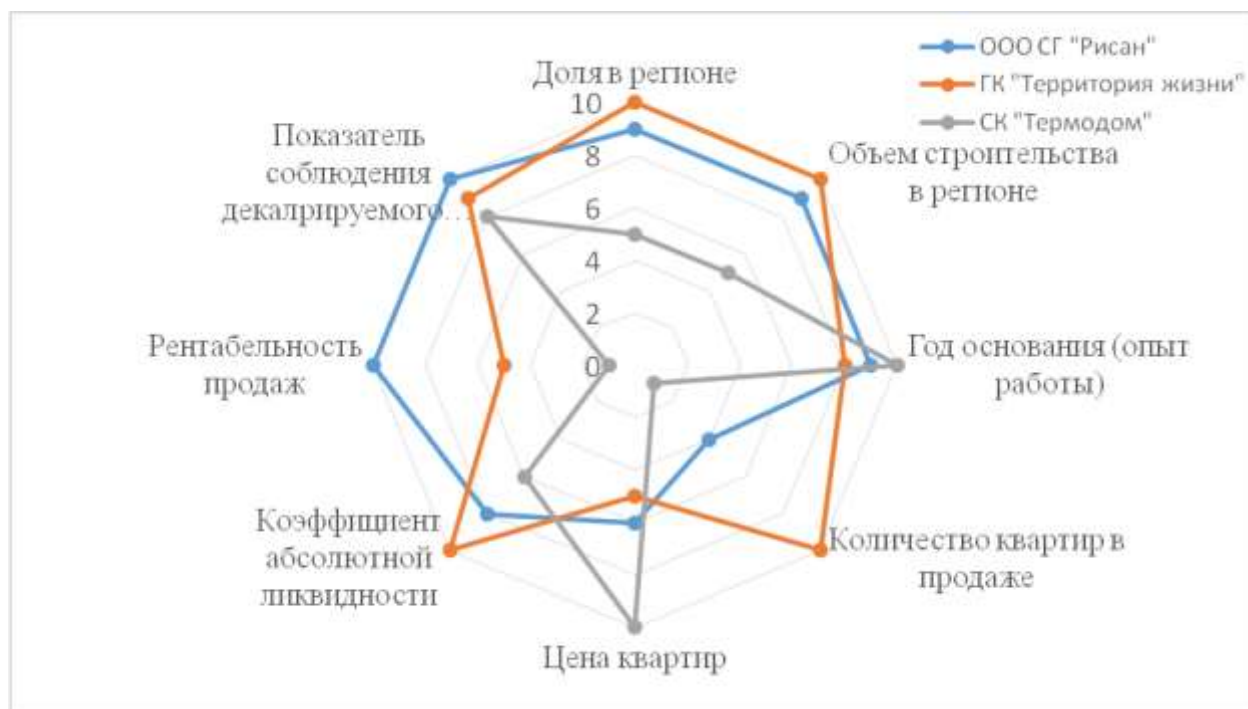 ООО СГ "Рисан"
ГК "Территория жизни"
СК "Термодом"
Доля в регионе
Объем строительства
в регионе
Год основания (опыт
работы)
Количество квартир в
продаже
Цена квартир
Коэффициент
абсолютной
ликвидности
Рентабельность
продаж
Показатель
соблюдения
декалрируемого…
10
8
6
4
2
0